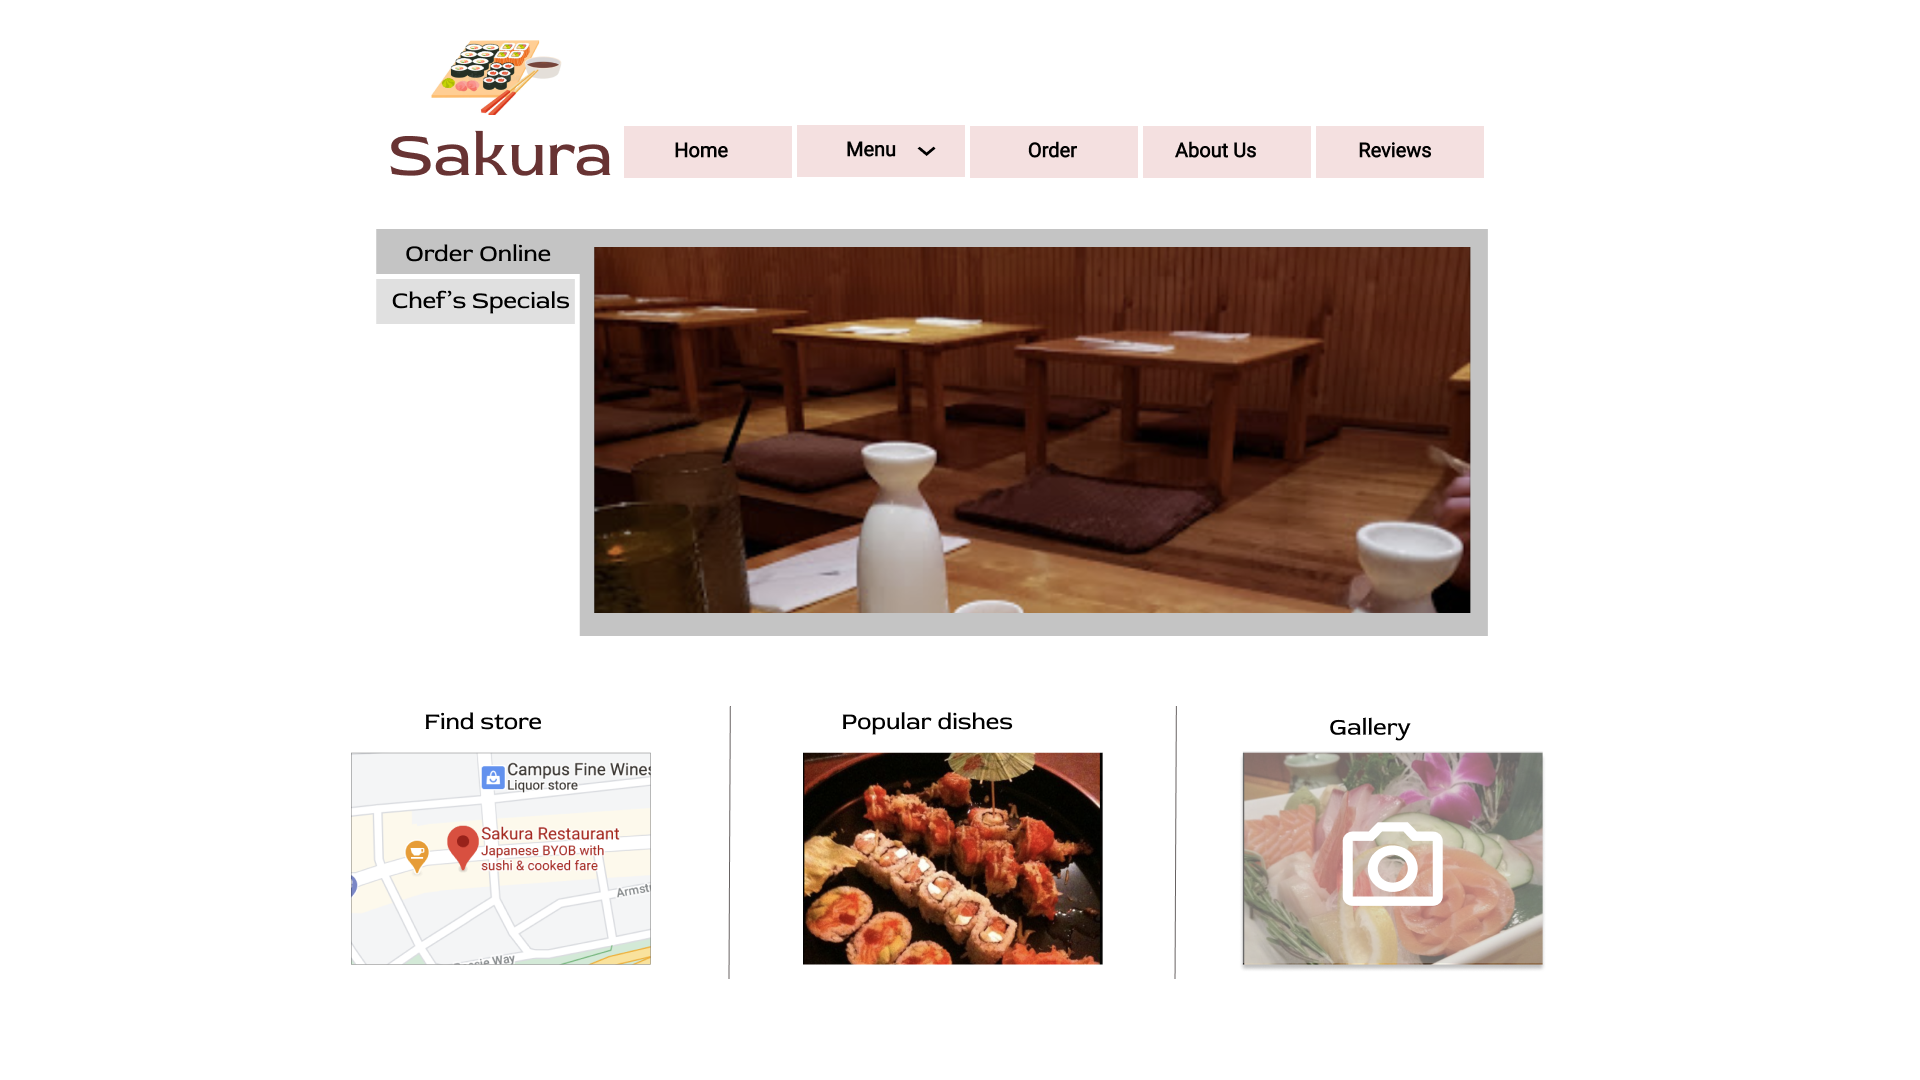 Sakura
Home
Menu
Order
About Us
Reviews
Order Online
Chef’s Specials
Find store
Popular dishes
Gallery
Campus Fine Wines
Liquor store
Sakura Restaurant
Japanese BYOB with
sushi & cooked fare
Armst
Way